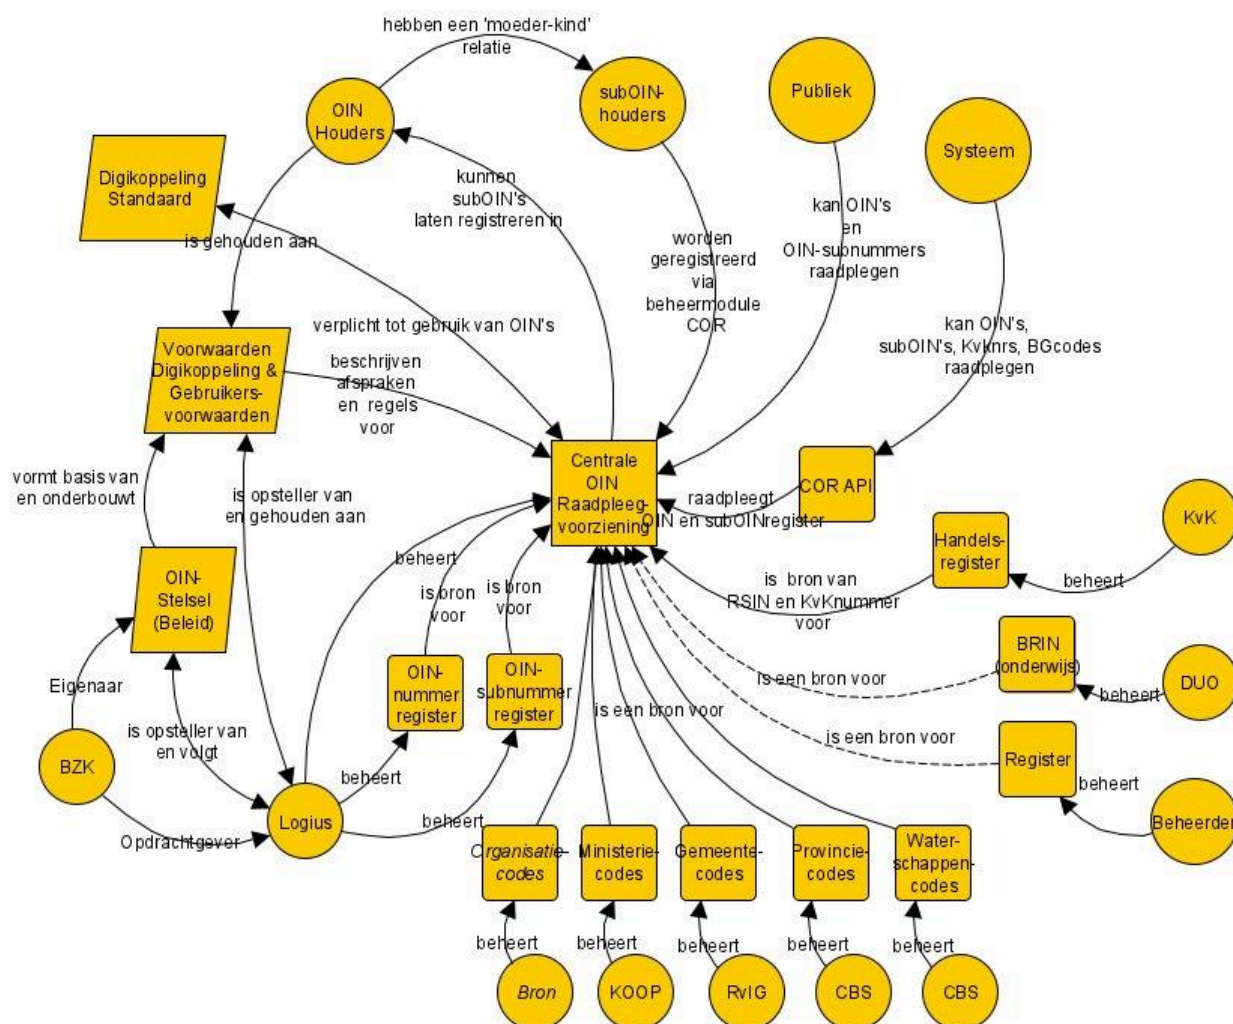 hebben een 'moeder-kind'
relatie
OIN
Houders
subOIN-
houders
Publiek
Systeem
Digikoppeling
Standaard
kunnen
subOIN's
laten registreren in
is gehouden aan
worden
geregistreerd
via
beheermodule
COR
kan OIN's
en
OIN-subnummers
raadplegen
verplicht tot gebruik van OIN's
kan OIN's,
subOIN's, Kvknrs, BGcodes
raadplegen
Voorwaarden
Digikoppeling &
Gebruikers-
voorwaarden
beschrijven
afspraken
en regels
voor
vormt basis van
en onderbouwt
is opsteller van
en gehouden aan
Centrale
OIN
Raadpleeg-
voorziening
raadpleegt
OIN en subOINregister
COR API
KvK
Handels-
register
beheert
is bron van
RSIN en KvKnummer
voor
OIN-
Stelsel
(Beleid)
beheert
is bron
voor
is bron
voor
BRIN
(onderwijs)
beheert
DUO
is een bron voor
Eigenaar
OIN-
nummer
register
OIN-
subnummer
register
is een bron voor
is een bron voor
Register
beheert
Beheerder
is opsteller van
en volgt
BZK
beheert
Logius
beheert
Opdrachtgever
Organisatie-
codes
Ministerie-
codes
Gemeente-
codes
Provincie-
codes
Water-
schappen-
codes
beheert
beheert
beheert
beheert
beheert
Bron
KOOP
RvIG
CBS
CBS